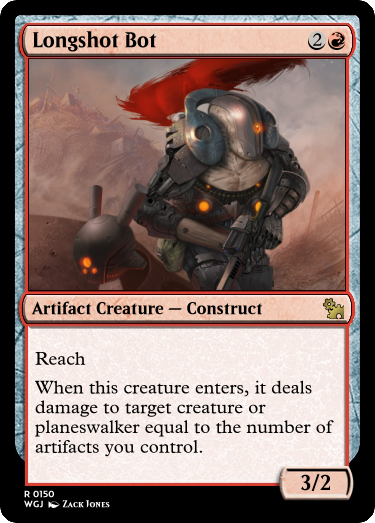 Longshot Bot 2
Artifact Creature — Construct
Reach
When this creature enters, it deals
damage to target creature or
planeswalker equal to the number of
artifacts you control.
3/2
R 0150
WGJ Zack Jones